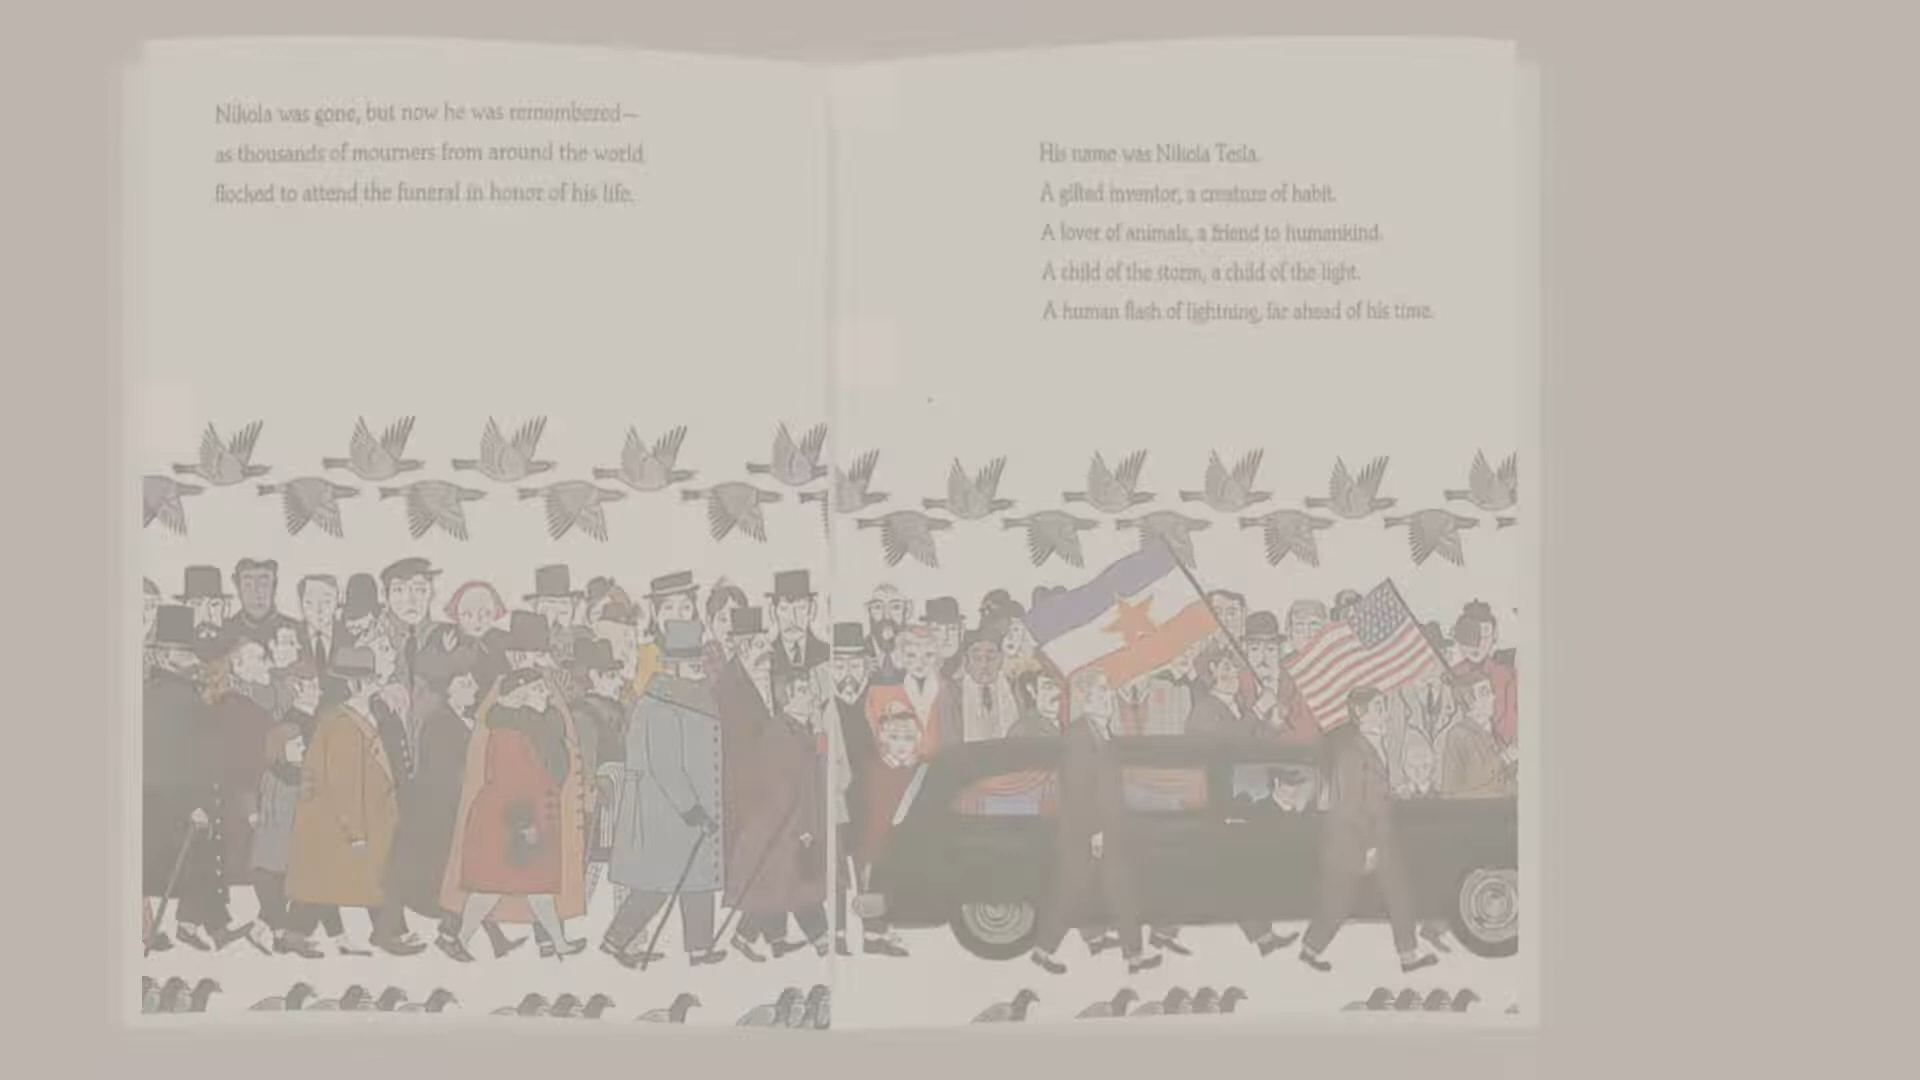 Nikola was gone, but now he was remembered—
as thousands of mourners from around the world
flocked to attend the funeral in honor of his life.
His name was Nikola Tesla.
A gifted inventor, a creature of habit.
A lover of animals, a friend to humankind.
A child of the storm, a child of the light.
A human flash of lightning, far ahead of his time.